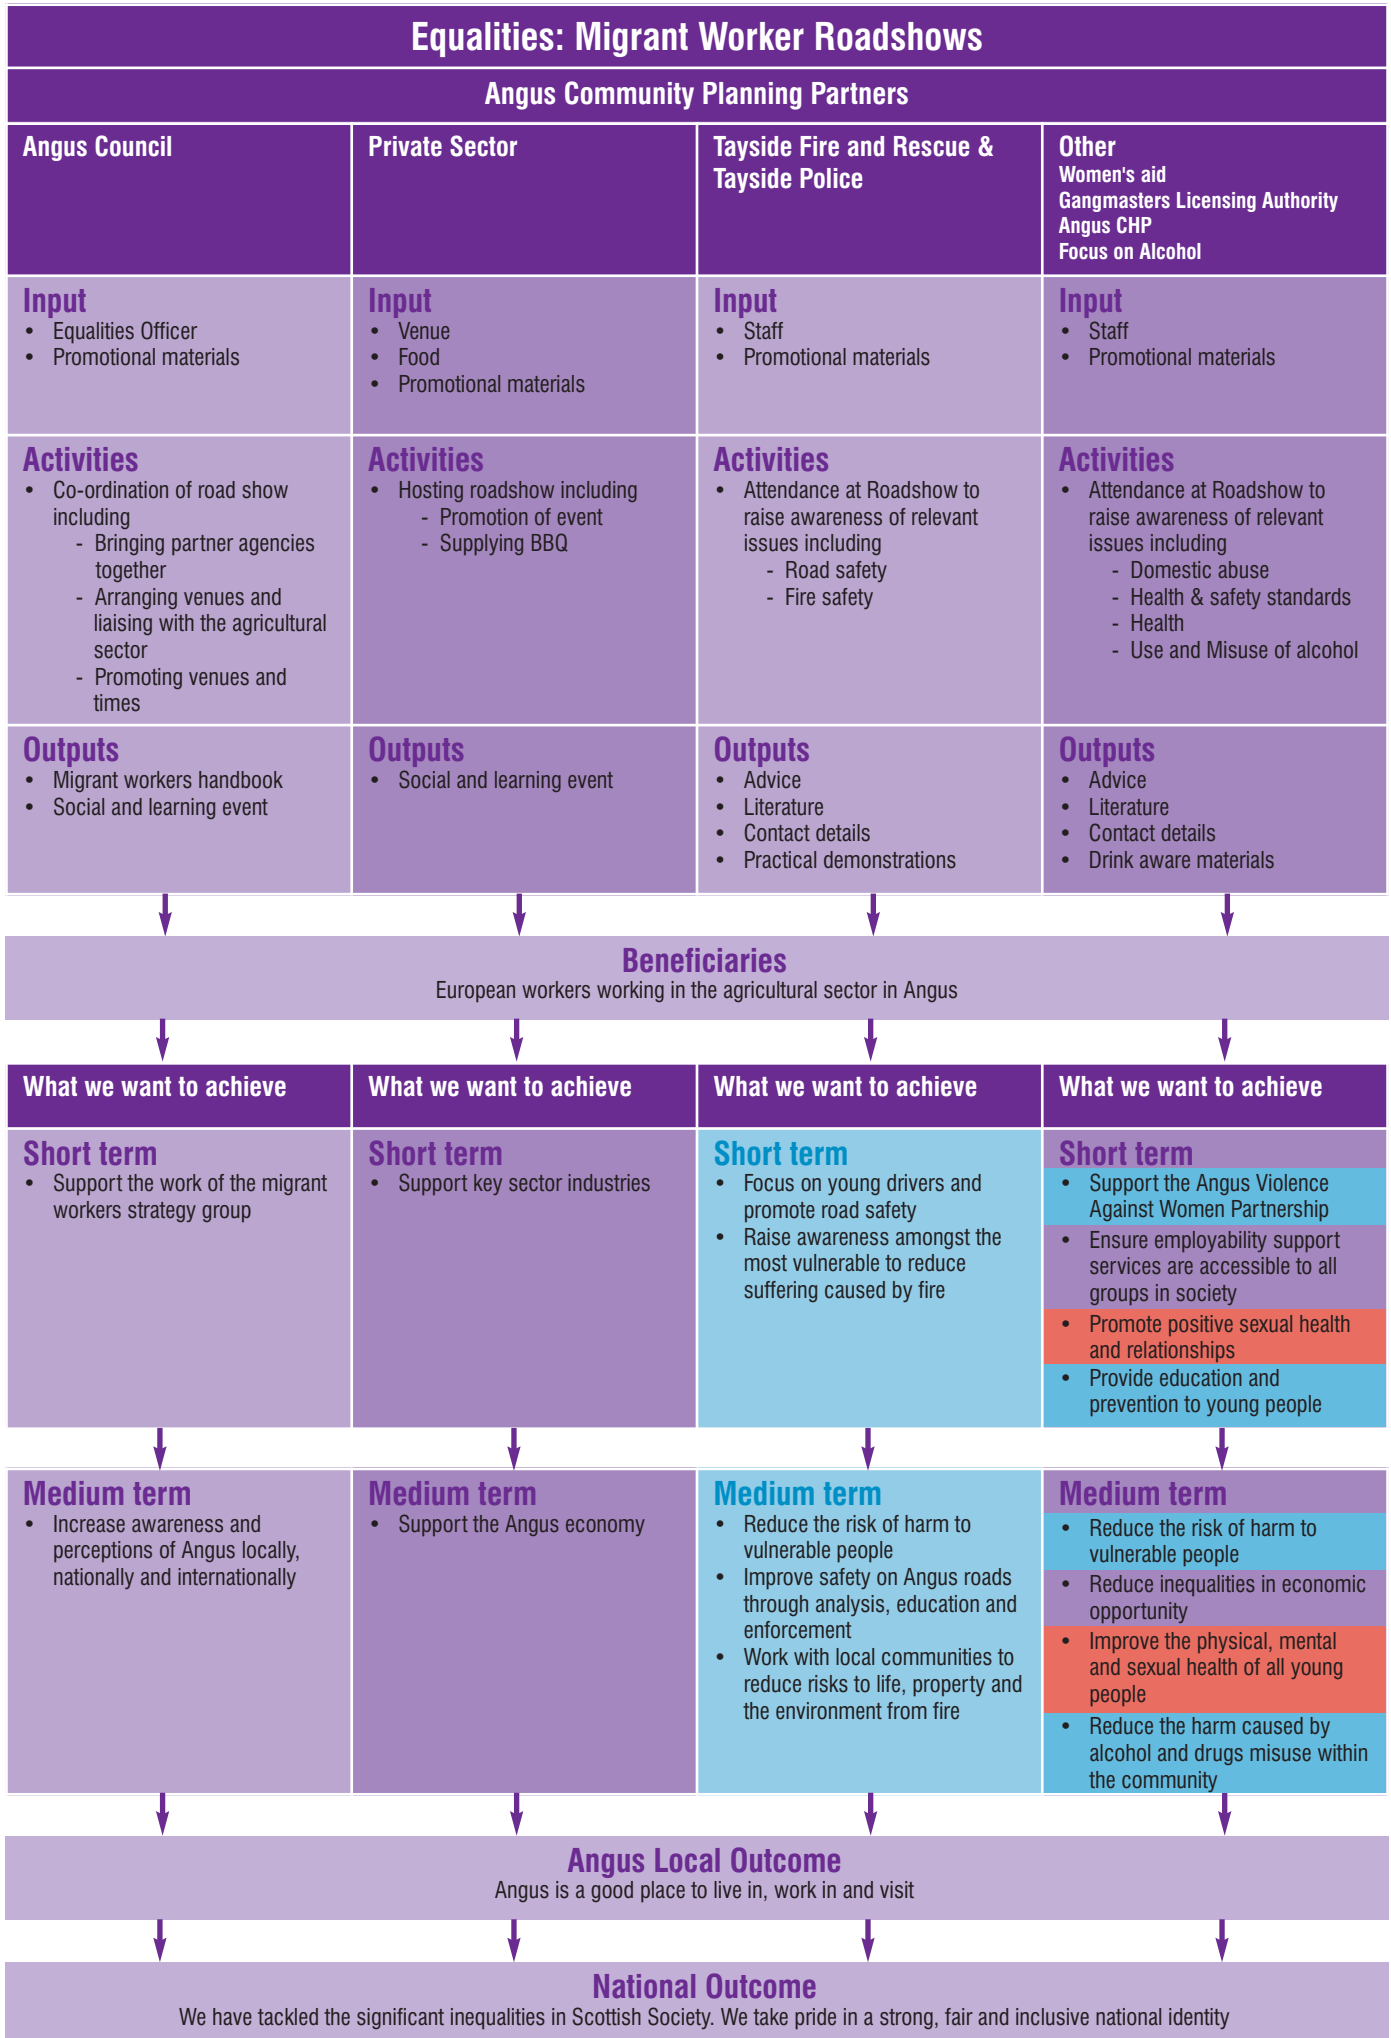 Equalities: Migrant Worker Roadshows
Angus Community Planning Partners
Angus Council
Private Sector
Tayside Fire and Rescue &
Tayside Police
Other
Women's aid
Gangmasters Licensing Authority
Angus CHP
Focus on Alcohol
Input
• Equalities Officer
• Promotional materials
Input
• Venue
• Food
• Promotional materials
Input
• Staff
• Promotional materials
Input
• Staff
• Promotional materials
Activities
• Co-ordination of road show
including
- Bringing partner agencies
together
- Arranging venues and
liaising with the agricultural
sector
- Promoting venues and
times
Activities
• Hosting roadshow including
- Promotion of event
- Supplying BBQ
Activities
• Attendance at Roadshow to
raise awareness of relevant
issues including
- Road safety
- Fire safety
Activities
• Attendance at Roadshow to
raise awareness of relevant
issues including
- Domestic abuse
- Health & safety standards
- Health
- Use and Misuse of alcohol
Outputs
• Migrant workers handbook
• Social and learning event
Outputs
• Social and learning event
Outputs
• Advice
• Literature
• Contact details
• Practical demonstrations
Outputs
• Advice
• Literature
• Contact details
• Drink aware materials
Beneficiaries
European workers working in the agricultural sector in Angus
What we want to achieve
What we want to achieve
What we want to achieve
What we want to achieve
Short term
• Support the work of the migrant
workers strategy group
Short term
• Support key sector industries
Short term
• Focus on young drivers and
promote road safety
• Raise awareness amongst the
most vulnerable to reduce
suffering caused by fire
Short term
• Support the Angus Violence
Against Women Partnership
• Ensure employability support
services are accessible to all
groups in society
• Promote positive sexual health
and relationships
• Provide education and
prevention to young people
Medium term
• Increase awareness and
perceptions of Angus locally,
nationally and internationally
Medium term
• Support the Angus economy
Medium term
• Reduce the risk of harm to
vulnerable people
• Improve safety on Angus roads
through analysis, education and
enforcement
• Work with local communities to
reduce risks to life, property and
the environment from fire
Medium term
• Reduce the risk of harm to
vulnerable people
• Reduce inequalities in economic
opportunity
• Improve the physical, mental
and sexual health of all young
people
• Reduce the harm caused by
alcohol and drugs misuse within
the community
Angus Local Outcome
Angus is a good place to live in, work in and visit
National Outcome
We have tackled the significant inequalities in Scottish Society. We take pride in a strong, fair and inclusive national identity